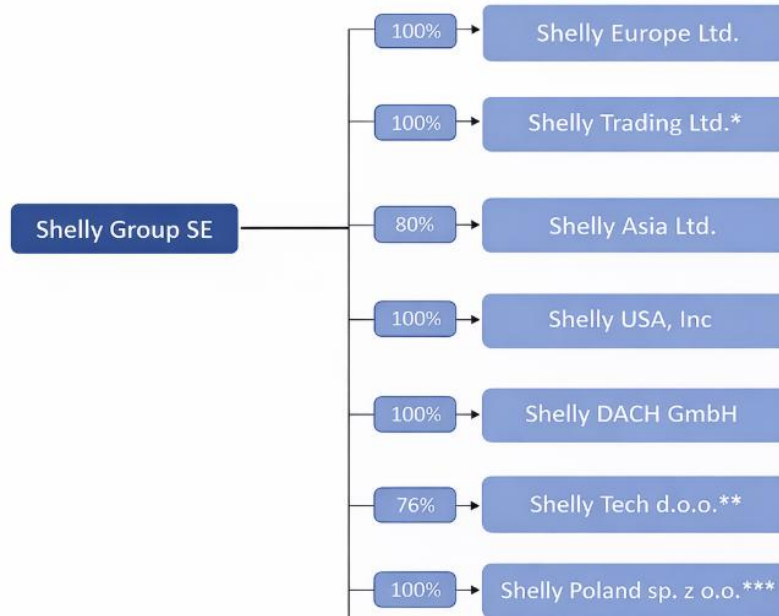 100%
Shelly Europe Ltd.
100%
Shelly Trading Ltd.*
Shelly Group SE
80%
Shelly Asia Ltd.
100%
Shelly USA, Inc
100%
Shelly DACH GmbH
76%
Shelly Tech d.o.o.**
100%
Shelly Poland sp. z o.o.***